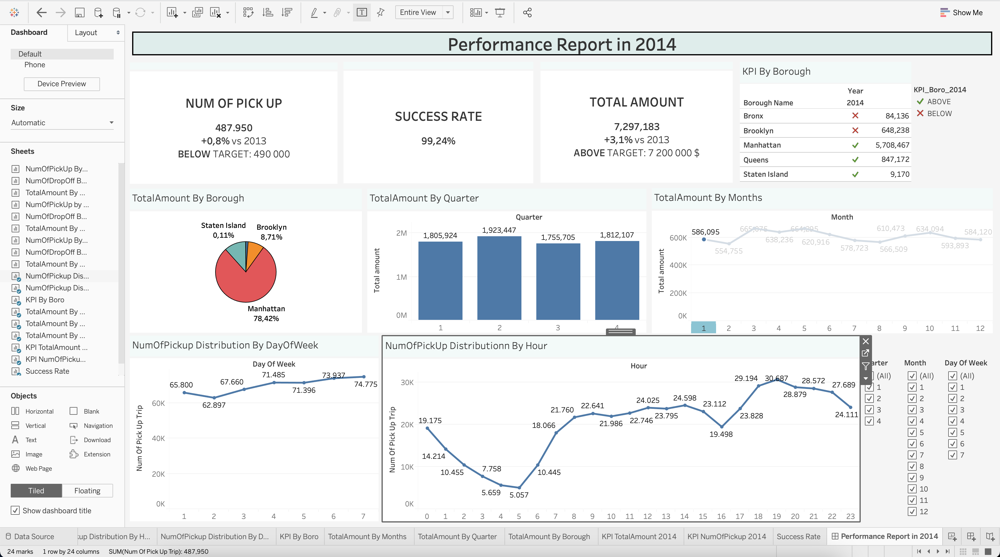 Entire View
Show Me
Dashboard
Layout
Default
Phone
Device Preview
Size
Automatic
Sheets
NumOfPickUp By...
NumOfDropOff B...
TotalAmount By ...
NumOfPickUp by ...
NumOfDropOff B...
TotalAmount By ...
NumOfPickUp By...
NumOfDropOff B...
TotalAmount By ...
NumOfPickup Dis...
NumOfPickup Dis...
KPI By Boro
TotalAmount By ...
TotalAmount By ...
TotalAmount By ...
KPI TotalAmount ...
KPI NumOfPicku...
Success Rate
Objects
Horizontal
Blank
Vertical
Navigation
Text
Download
Image
Extension
Web Page
Tiled
Floating
Show dashboard title
Performance Report in 2014
NUM OF PICK UP
487.950
+0,8% vs 2013
BELOW TARGET: 490 000
SUCCESS RATE
99,24%
TOTAL AMOUNT
7,297,183
+3,1% vs 2013
ABOVE TARGET: 7 200 000 $
KPI By Borough
Year
Borough Name 2014
Bronx 84,136
Brooklyn 648,238
Manhattan 5,708,467
Queens 847,172
Staten Island 9,170
KPI_Boro_2014
ABOVE
BELOW
TotalAmount By Borough
Staten Island
0,11%
Brooklyn
8,71%
Manhattan
78,42%
TotalAmount By Quarter
Quarter
Total amount
2M
1M
0M
1,805,924
1,923,447
1,755,705
1,812,107
1 2 3 4
TotalAmount By Months
Month
Total amount
600K
400K
200K
0K
586,095
554,755
665,075
638,236
664,295
620,916
578,723
566,509
610,473
634,094
593,893
584,120
1 2 3 4 5 6 7 8 9 10 11 12
NumOfPickup Distribution By DayOfWeek
Day Of Week
Num Of Pick Up Trip
60K
40K
20K
0K
65.800
62.897
67.660
71.485
71.396
73.937
74.775
1 2 3 4 5 6 7
NumOfPickUp Distributionn By Hour
Hour
Num Of Pick Up Trip
30K
20K
10K
0K
19.175
14.214
10.455
7.758
5.659
5.057
10.445
18.066
21.760
22.641
21.986
22.746
24.025
23.795
24.598
23.112
19.498
23.828
29.194
30.687
28.879
28.572
27.689
24.111
0 1 2 3 4 5 6 7 8 9 10 11 12 13 14 15 16 17 18 19 20 21 22 23
arter
(All)
1
2
3
4
Month
(All)
1
2
3
4
5
6
7
8
9
10
11
12
Day Of Week
(All)
1
2
3
4
5
6
7
Data Source
kup Distribution By H...
NumOfPickup Distribution By D...
KPI By Boro
TotalAmount By Months
TotalAmount By Quarter
TotalAmount By Borough
KPI TotalAmount 2014
KPI NumOfPickup 2014
Success Rate
Performance Report in 2014
24 marks
1 row by 24 columns
SUM(Num Of Pick Up Trip): 487,950